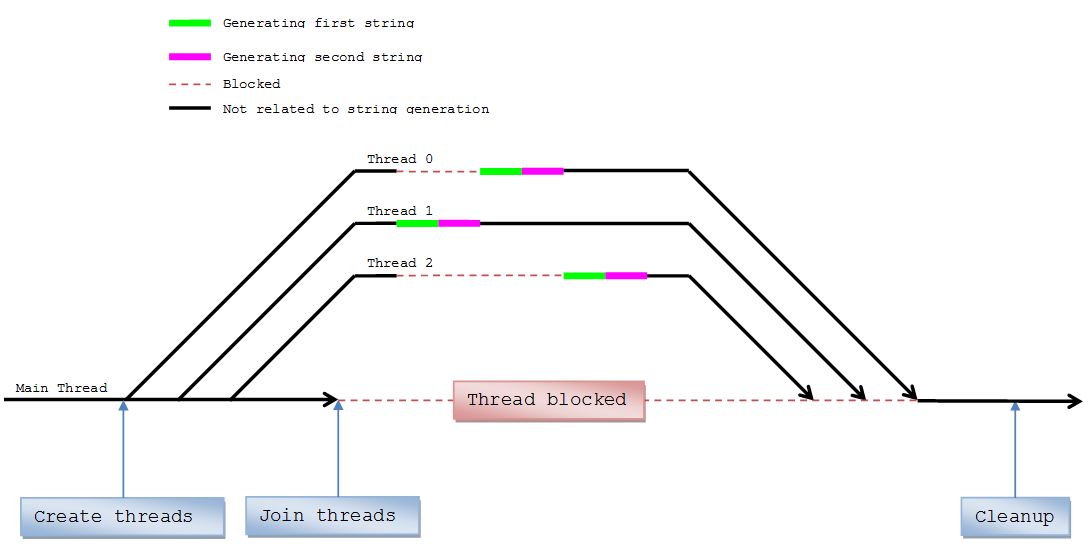 Generating first string
Generating second string
Blocked
Not related to string generation
Thread 0
Thread 1
Thread 2
Main Thread
Thread blocked
Create threads
Join threads
Cleanup